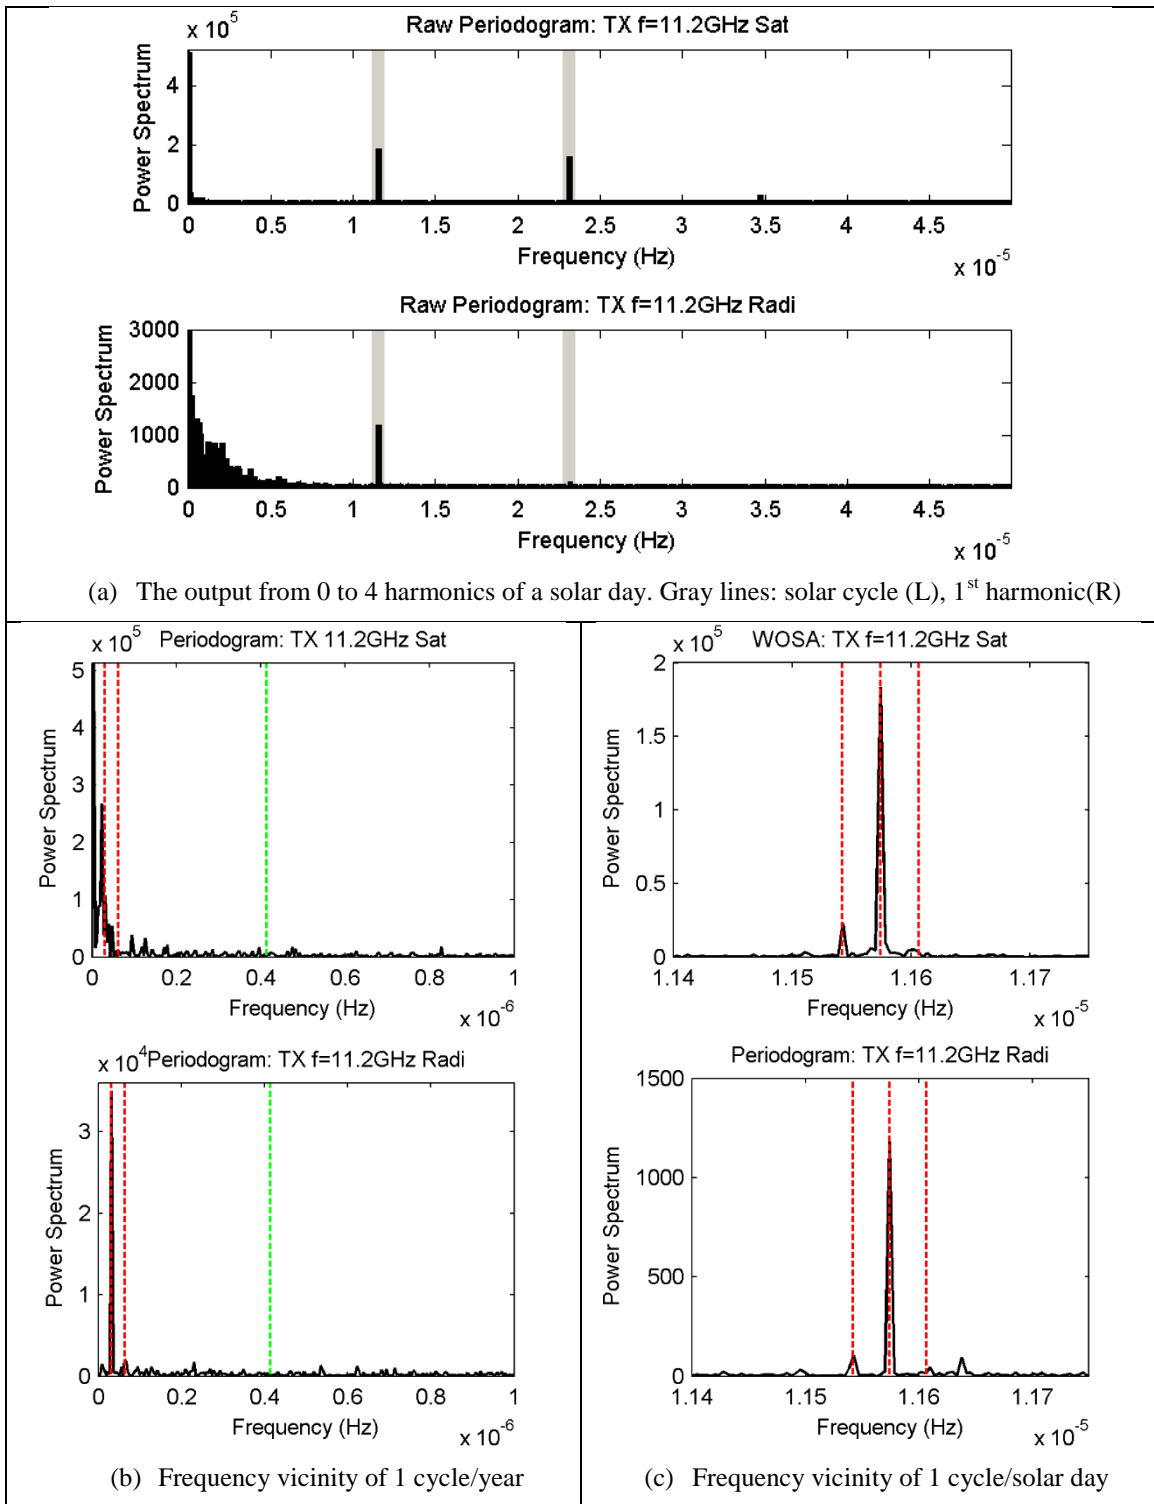 Raw Periodogram: TX f=11.2GHz Sat
x 10^5
Power Spectrum
4
2
0
0 0.5 1 1.5 2 2.5 3 3.5 4 4.5
Frequency (Hz)
x 10^-5
Raw Periodogram: TX f=11.2GHz Radi
Power Spectrum
3000
2000
1000
0
0 0.5 1 1.5 2 2.5 3 3.5 4 4.5
Frequency (Hz)
x 10^-5
(a) The output from 0 to 4 harmonics of a solar day. Gray lines: solar cycle (L), 1^st harmonic(R)
x 10^5 Periodogram: TX 11.2GHz Sat
Power Spectrum
5
4
3
2
1
0
0 0.2 0.4 0.6 0.8 1
Frequency (Hz)
x 10^-6
x 10^4 Periodogram: TX f=11.2GHz Radi
Power Spectrum
3
2
1
0
0 0.2 0.4 0.6 0.8 1
Frequency (Hz)
x 10^-6
(b) Frequency vicinity of 1 cycle/year
x 10^5 WOSA: TX f=11.2GHz Sat
Power Spectrum
2
1.5
1
0.5
0
1.14 1.15 1.16 1.17
Frequency (Hz)
x 10^-5
Periodogram: TX f=11.2GHz Radi
Power Spectrum
1500
1000
500
0
1.14 1.15 1.16 1.17
Frequency (Hz)
x 10^-5
(c) Frequency vicinity of 1 cycle/solar day